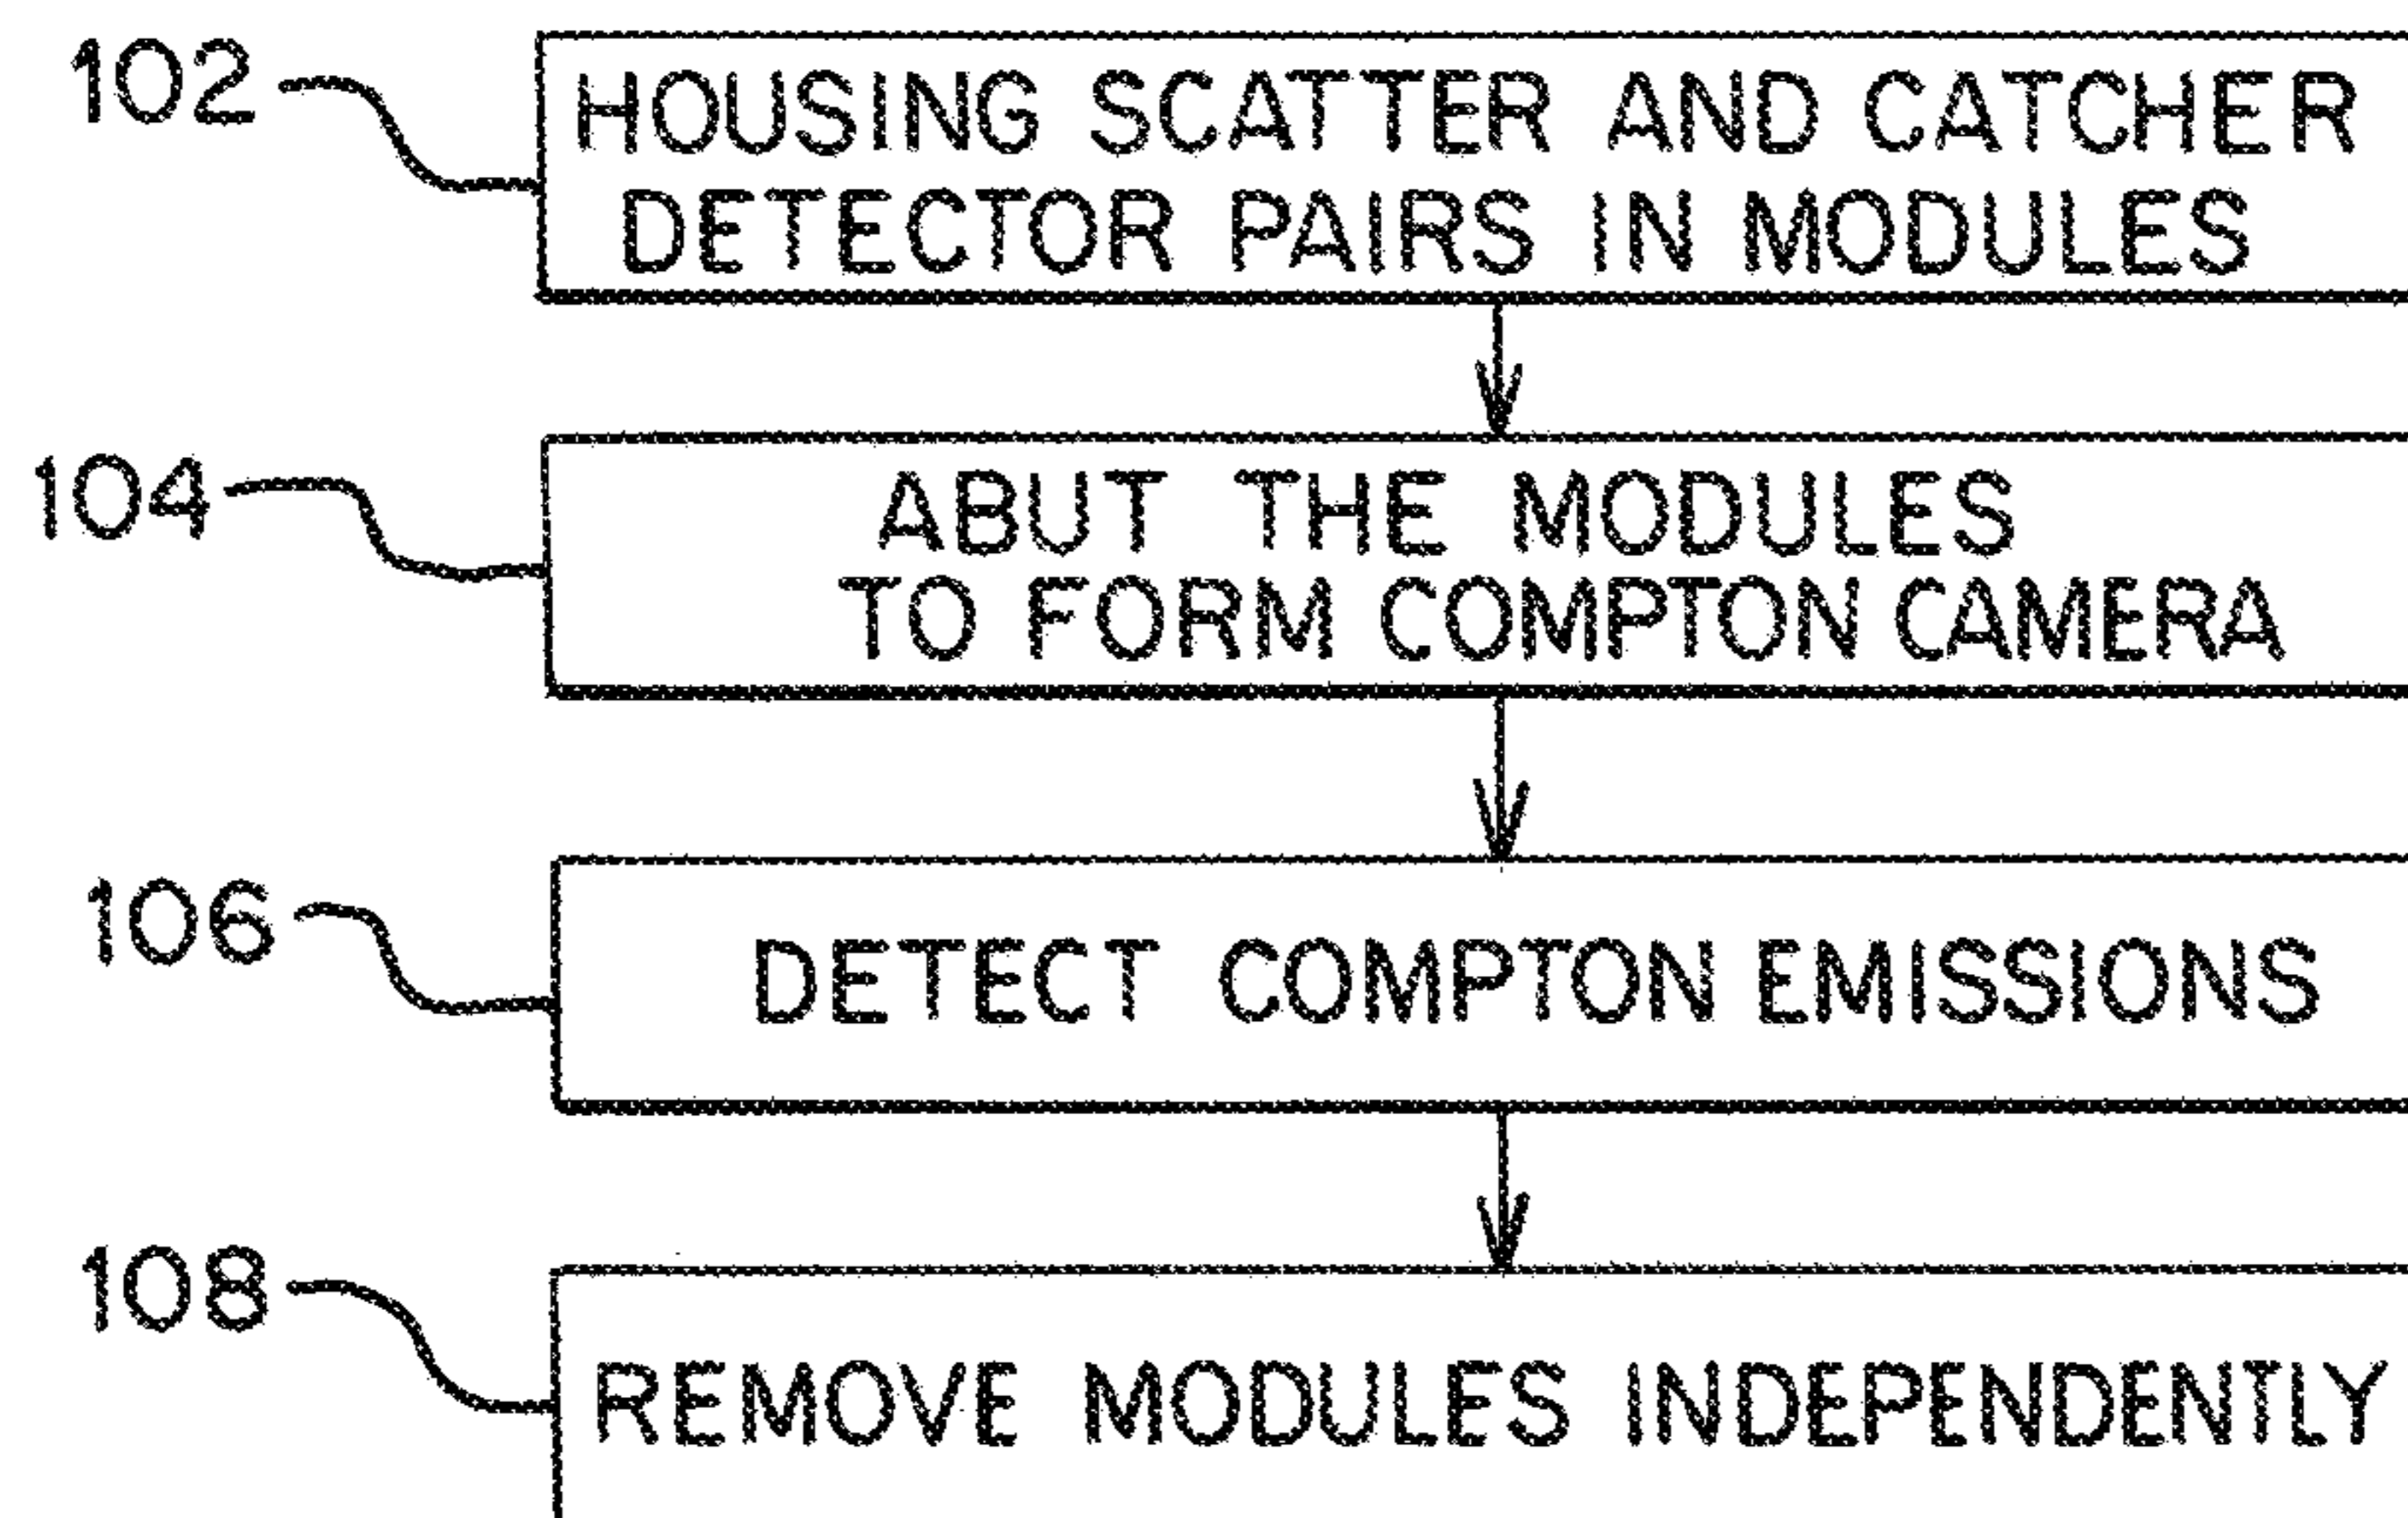 102
HOUSING SCATTER AND CATCHER
DETECTOR PAIRS IN MODULES
104
ABUT THE MODULES
TO FORM COMPTON CAMERA
106
DETECT COMPTON EMISSIONS
108
REMOVE MODULES INDEPENDENTLY